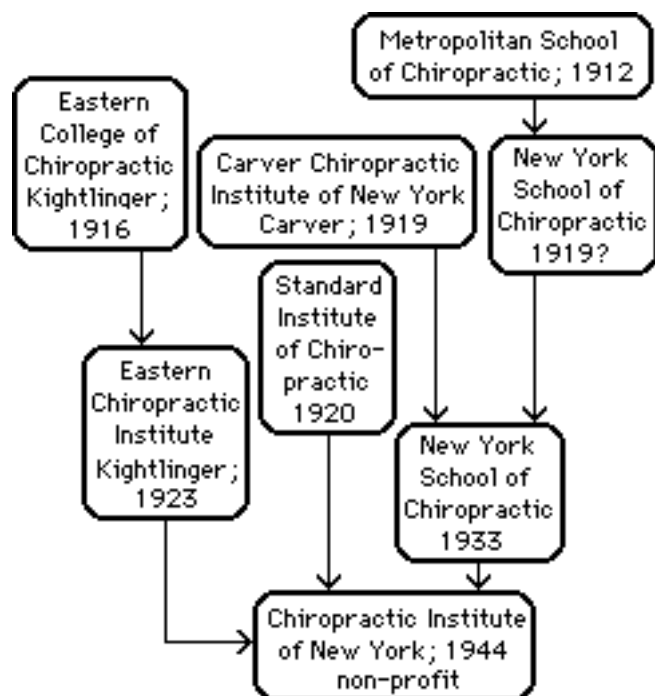 Metropolitan School
of Chiropractic; 1912
Eastern
College of
Chiropractic
Kightlinger;
1916
Carver Chiropractic
Institute of New York
Carver; 1919
New York
School of
Chiropractic
1919?
Standard
Institute
of Chiro-
practic
1920
Eastern
Chiropractic
Institute
Kightlinger;
1923
New York
School of
Chiropractic
1933
Chiropractic Institute
of New York; 1944
non-profit